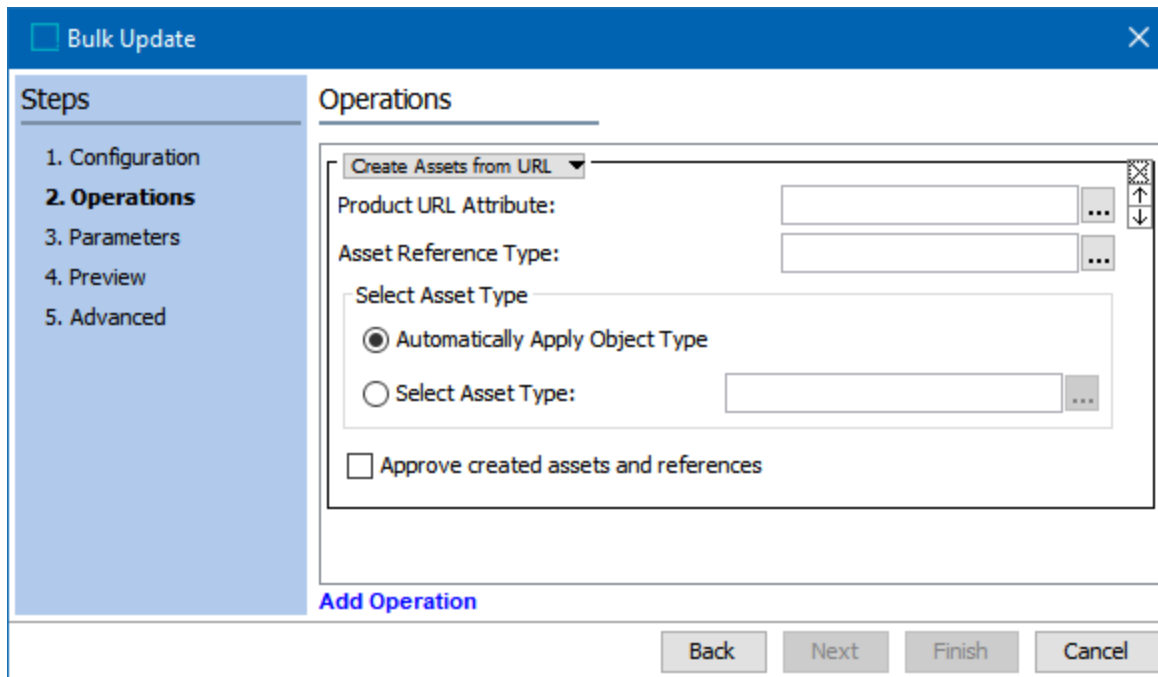 Bulk Update
Steps
1. Configuration
2. Operations
3. Parameters
4. Preview
5. Advanced
Operations
Create Assets from URL
Product URL Attribute:
...
Asset Reference Type:
...
Select Asset Type
Automatically Apply Object Type
Select Asset Type:
...
Approve created assets and references
Add Operation
Back Next Finish Cancel